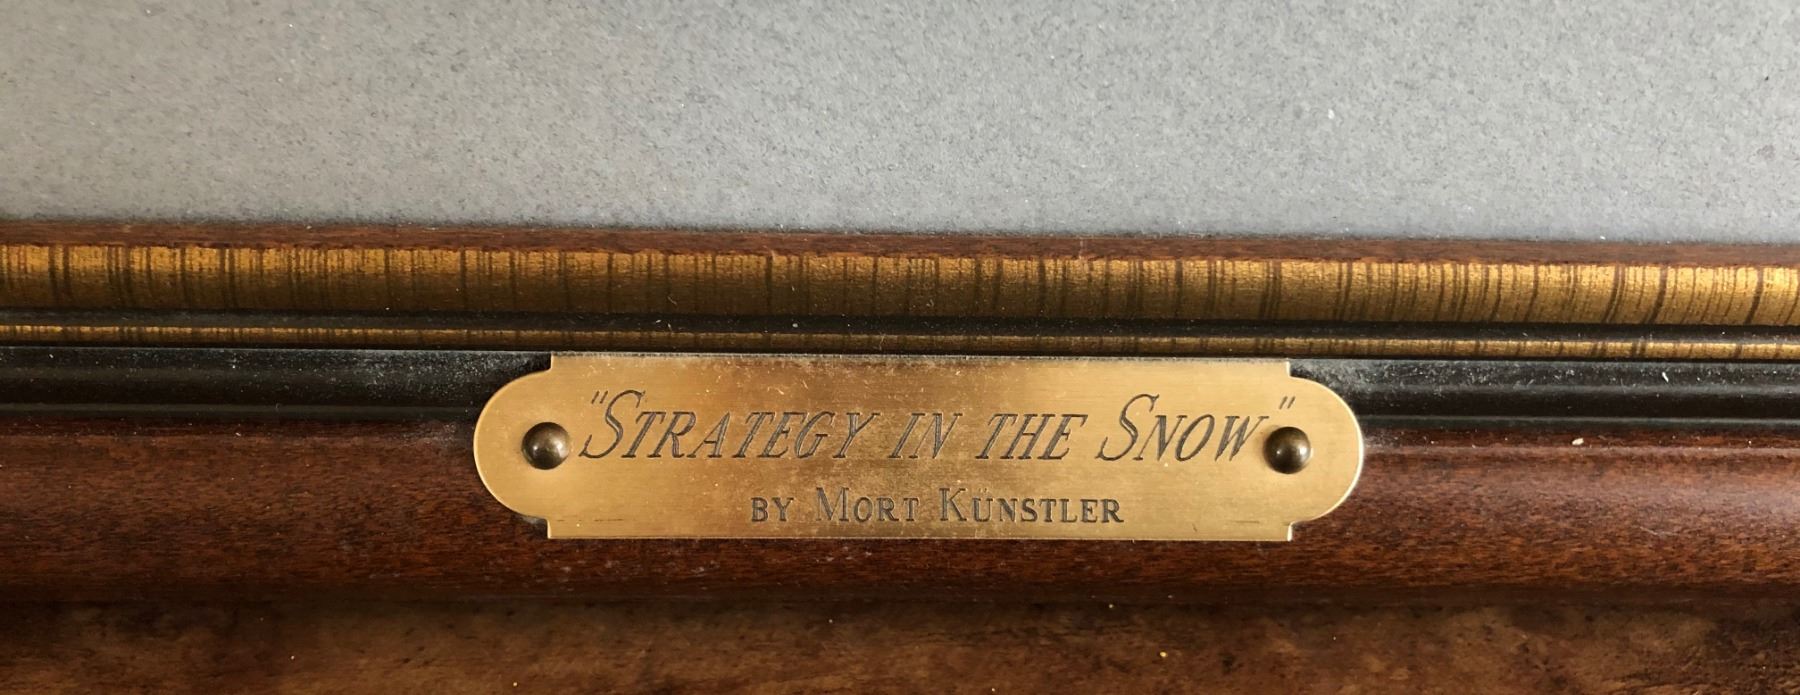 "STRATEGY IN THE SNOW"
BY MORT KÜNSTLER